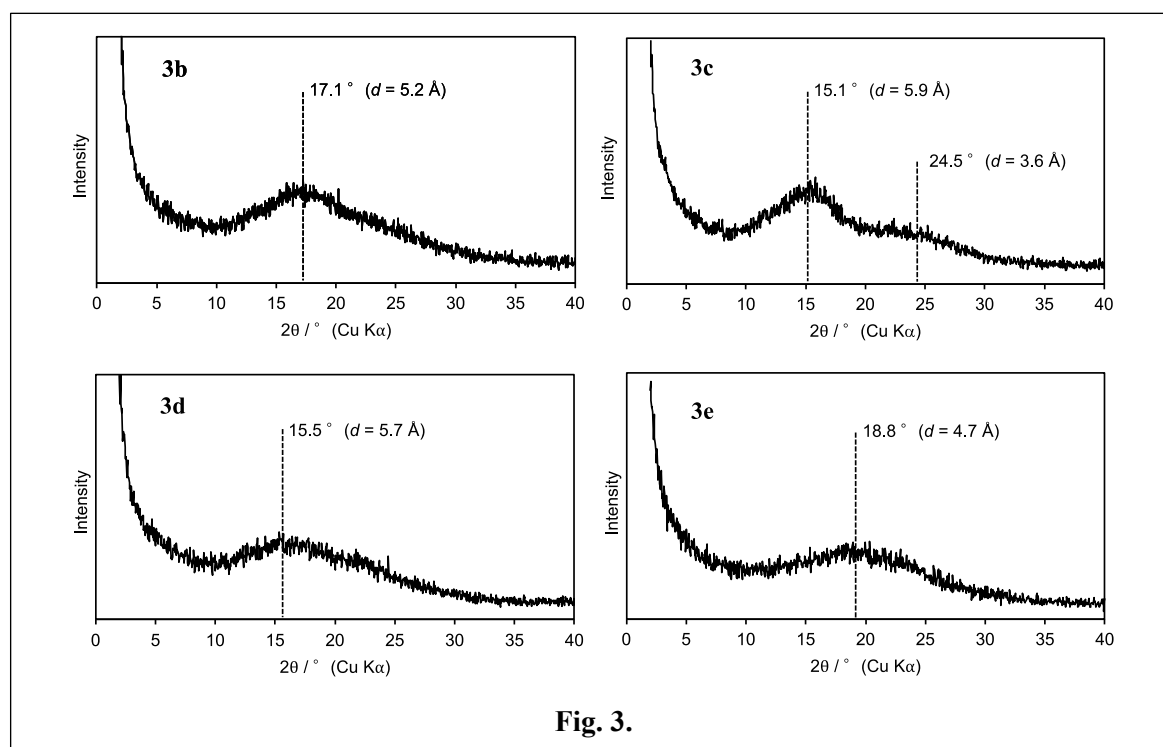 3b
17.1 ° (d = 5.2 Å)
Intensity
0 5 10 15 20 25 30 35 40
2θ / ° (Cu Kα)
3c
15.1 ° (d = 5.9 Å)
24.5 ° (d = 3.6 Å)
Intensity
0 5 10 15 20 25 30 35 40
2θ / ° (Cu Kα)
3d
15.5 ° (d = 5.7 Å)
Intensity
0 5 10 15 20 25 30 35 40
2θ / ° (Cu Kα)
3e
18.8 ° (d = 4.7 Å)
Intensity
0 5 10 15 20 25 30 35 40
2θ / ° (Cu Kα)
Fig. 3.